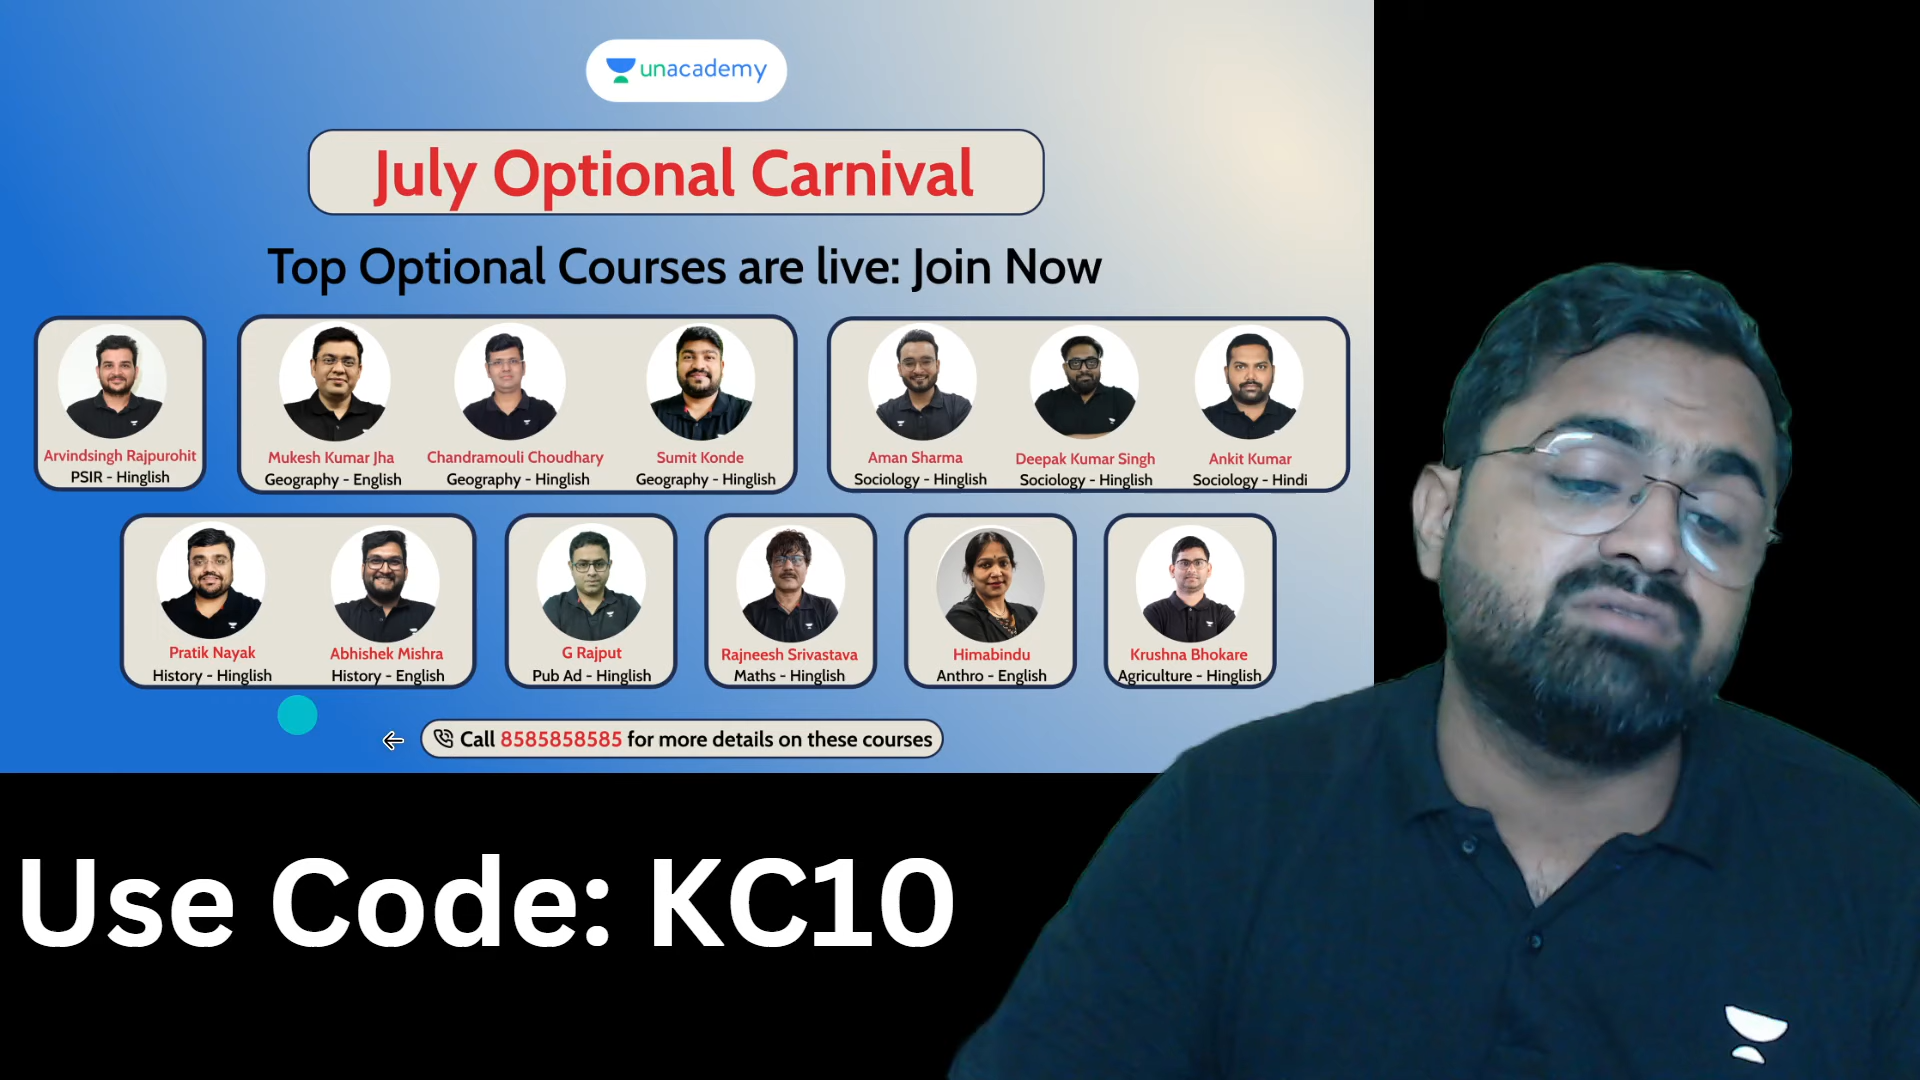 unacademy
July Optional Carnival
Top Optional Courses are live: Join Now
Arvindsingh Rajpurohit
PSIR - Hinglish
Mukesh Kumar Jha
Geography - English
Chandramouli Choudhary
Geography - Hinglish
Sumit Konde
Geography - Hinglish
Aman Sharma
Sociology - Hinglish
Deepak Kumar Singh
Sociology - Hinglish
Ankit Kumar
Sociology - Hindi
Pratik Nayak
History - Hinglish
Abhishek Mishra
History - English
G Rajput
Pub Ad - Hinglish
Rajneesh Srivastava
Maths - Hinglish
Himabindu
Anthro - English
Krushna Bhokare
Agriculture - Hinglish
Call 8585858585 for more details on these courses
Use Code: KC10